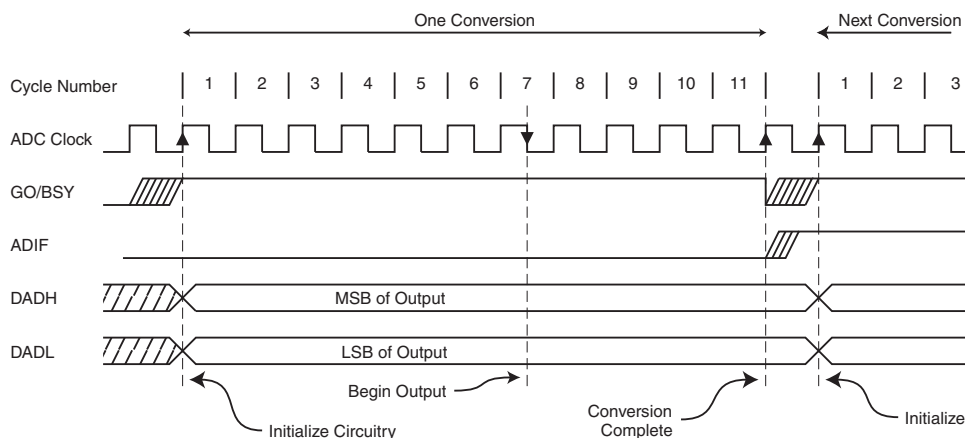 One Conversion Next Conversion
Cycle Number 1 2 3 4 5 6 7 8 9 10 11 1 2 3
ADC Clock
GO/BSY
ADIF
DADH MSB of Output
DADL LSB of Output
Begin Output
Initialize Circuitry
Conversion
Complete
Initialize